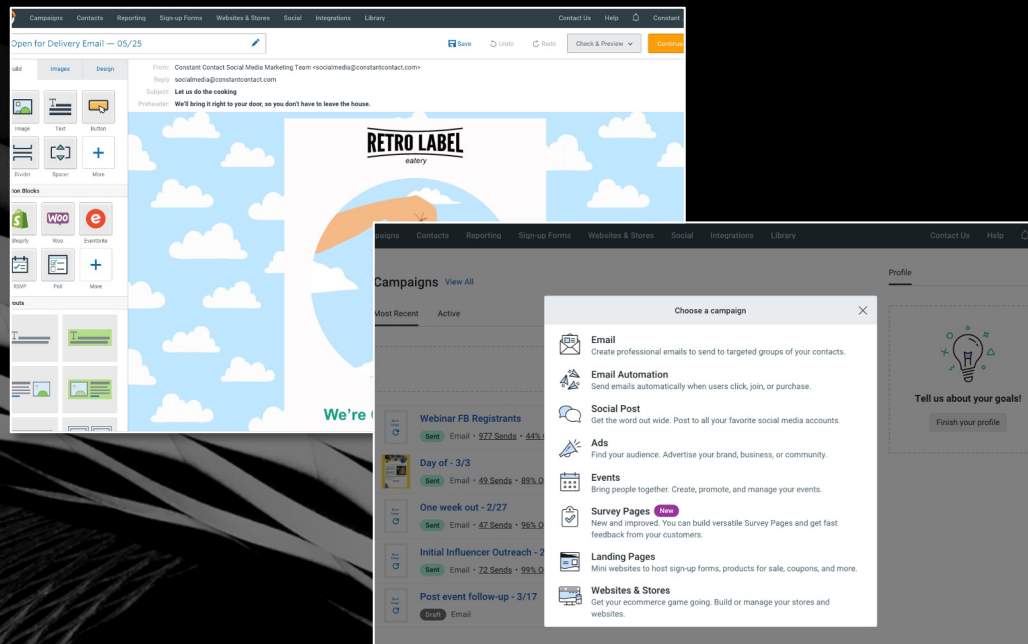 Campaigns Contacts Reporting Sign-up Forms Websites & Stores Social Integrations Library Contact Us Help Constant
Open for Delivery Email — 05/25
Save Undo Redo Check & Preview Continue
Images Design
From: Constant Contact Social Media Marketing Team <socialmedia@constantcontact.com>
Reply socialmedia@constantcontact.com
Subject: Let us do the cooking
Preheader: We'll bring it right to your door, so you don't have to leave the house.
Image Text Button
Divider Spacer More
ion Blocks
Shopify Woo Eventbrite
RSVP Poll More
outs
RETRO LABEL
eatery
We're
paigns Contacts Reporting Sign-up Forms Websites & Stores Social Integrations Library Contact Us Help
Campaigns View All
Most Recent Active
Webinar FB Registrants
Sent Email • 977 Sends • 44%
Day of - 3/3
Sent Email • 49 Sends • 89% O
One week out - 2/27
Sent Email • 47 Sends • 96% O
Initial Influencer Outreach - 2
Sent Email • 72 Sends • 99% O
Post event follow-up - 3/17
Draft Email
Choose a campaign
Email
Create professional emails to send to targeted groups of your contacts.
Email Automation
Send emails automatically when users click, join, or purchase.
Social Post
Get the word out wide. Post to all your favorite social media accounts.
Ads
Find your audience. Advertise your brand, business, or community.
Events
Bring people together. Create, promote, and manage your events.
Survey Pages New
New and improved. You can build versatile Survey Pages and get fast
feedback from your customers.
Landing Pages
Mini websites to host sign-up forms, products for sale, coupons, and more.
Websites & Stores
Get your ecommerce game going. Build or manage your stores and
websites.
Profile
Tell us about your goals!
Finish your profile